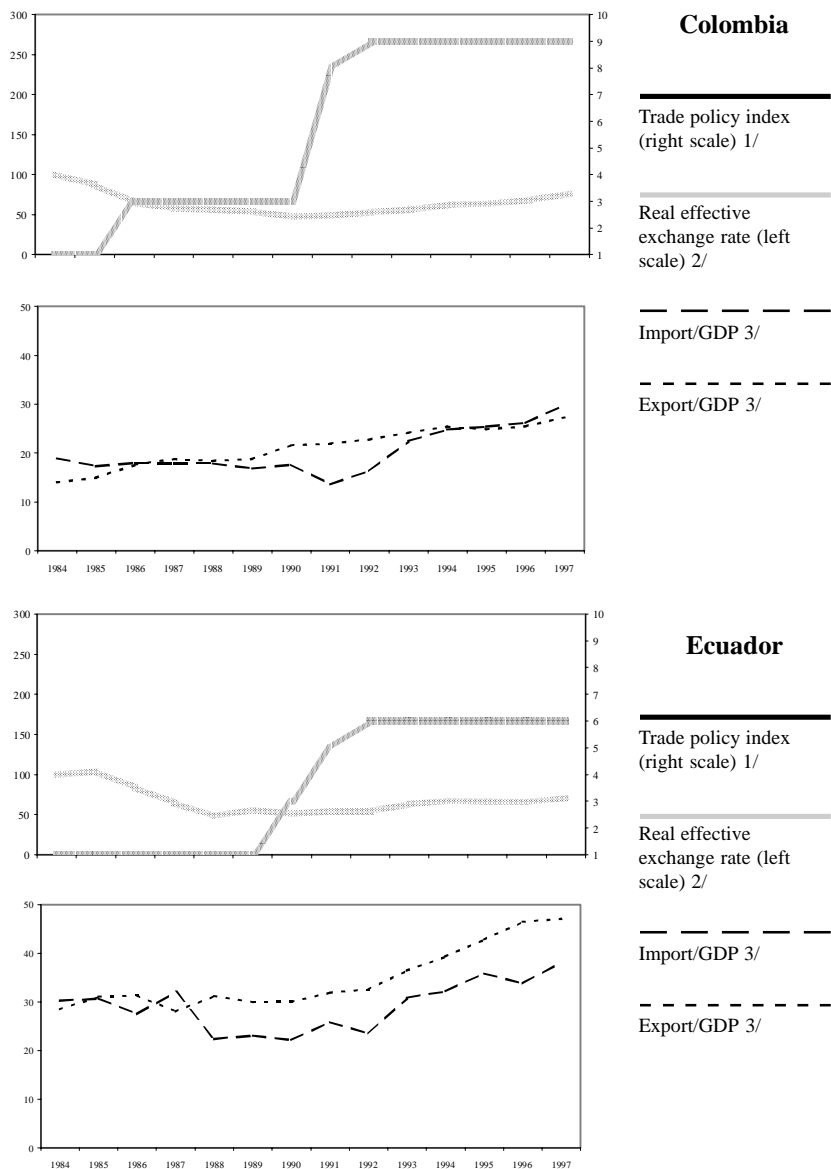 Colombia
300
250
200
150
100
50
0
10
9
8
7
6
5
4
3
2
1
Trade policy index
(right scale) 1/
Real effective
exchange rate (left
scale) 2/
Import/GDP 3/
Export/GDP 3/
50
40
30
20
10
0
1984 1985 1986 1987 1988 1989 1990 1991 1992 1993 1994 1995 1996 1997
Ecuador
300
250
200
150
100
50
0
10
9
8
7
6
5
4
3
2
1
Trade policy index
(right scale) 1/
Real effective
exchange rate (left
scale) 2/
Import/GDP 3/
Export/GDP 3/
50
40
30
20
10
0
1984 1985 1986 1987 1988 1989 1990 1991 1992 1993 1994 1995 1996 1997